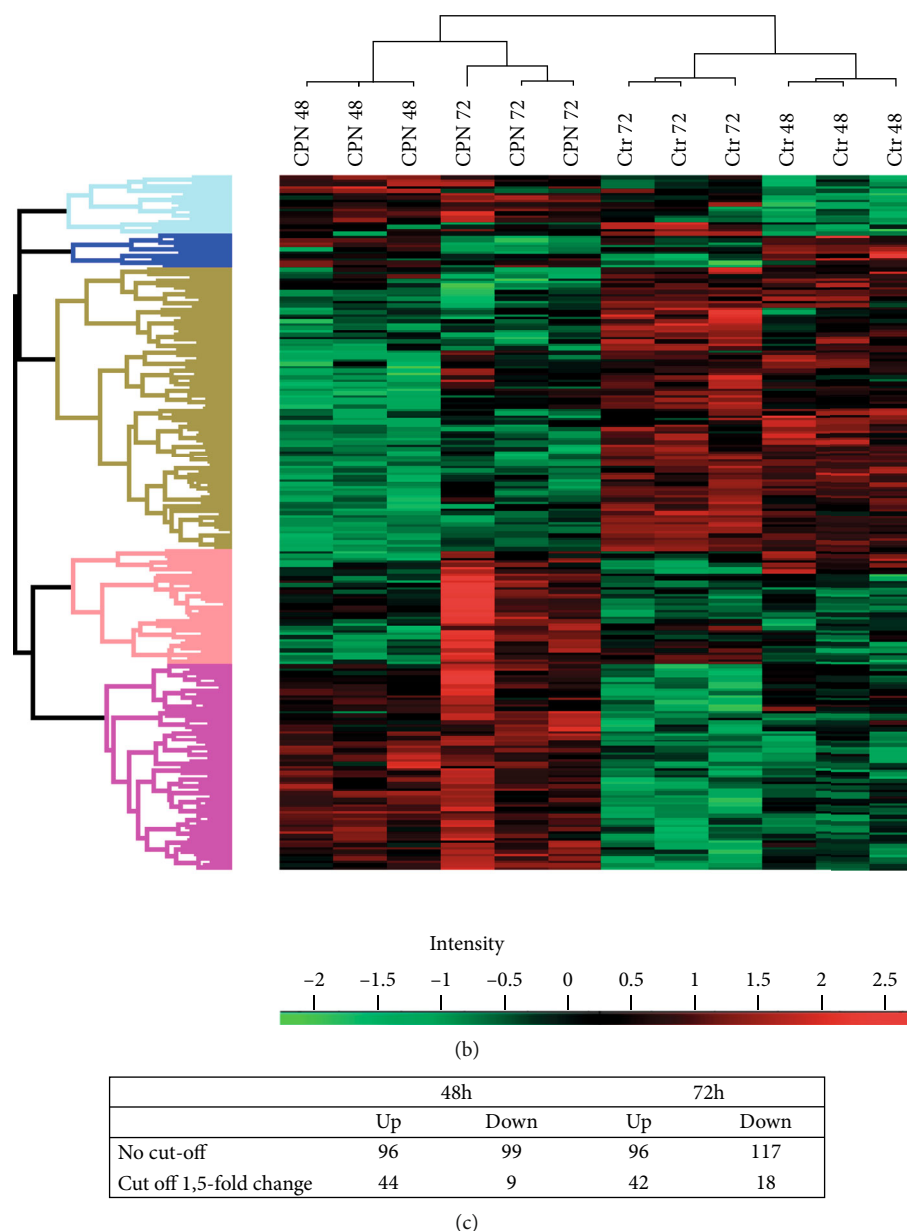 CPN 48
CPN 48
CPN 48
CPN 72
CPN 72
CPN 72
Ctr 72
Ctr 72
Ctr 72
Ctr 48
Ctr 48
Ctr 48
Intensity
–2 –1.5 –1 –0.5 0 0.5 1 1.5 2 2.5
(b)
48h 72h
Up Down Up Down
No cut-off 96 99 96 117
Cut off 1,5-fold change 44 9 42 18
(c)